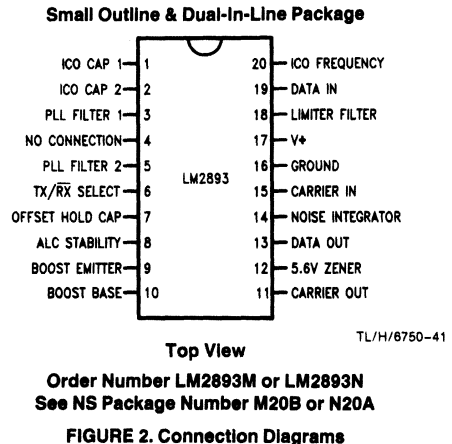 Small Outline & Dual-In-Line Package
ICO CAP 1 1 20 ICO FREQUENCY
ICO CAP 2 2 19 DATA IN
PLL FILTER 1 3 18 LIMITER FILTER
NO CONNECTION 4 17 V+
PLL FILTER 2 5 16 GROUND
LM2893
TX/R̅X̅ SELECT 6 15 CARRIER IN
OFFSET HOLD CAP 7 14 NOISE INTEGRATOR
ALC STABILITY 8 13 DATA OUT
BOOST EMITTER 9 12 5.6V ZENER
BOOST BASE 10 11 CARRIER OUT
TL/H/6750-41
Top View
Order Number LM2893M or LM2893N
See NS Package Number M20B or N20A
FIGURE 2. Connection Diagrams